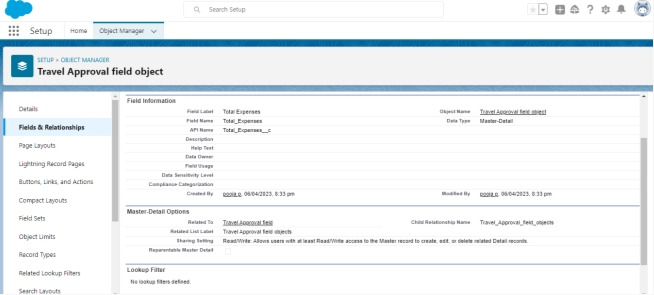 Search Setup
Setup Home Object Manager
SETUP > OBJECT MANAGER
Travel Approval field object
Details
Fields & Relationships
Page Layouts
Lightning Record Pages
Buttons, Links, and Actions
Compact Layouts
Field Sets
Object Limits
Record Types
Related Lookup Filters
Search Layouts
Field Information
Field Label Total Expenses Object Name Travel Approval field object
Field Name Total_Expenses Data Type Master-Detail
API Name Total_Expenses__c
Description
Help Text
Data Owner
Field Usage
Data Sensitivity Level
Compliance Categorization
Created By pooja p, 06/04/2023, 8:33 pm Modified By pooja p, 06/04/2023, 8:33 pm
Master-Detail Options
Related To Travel Approval field Child Relationship Name Travel_Approval_field_objects
Related List Label Travel Approval field objects
Sharing Setting Read/Write: Allows users with at least Read/Write access to the Master record to create, edit, or delete related Detail records.
Reparentable Master Detail
Lookup Filter
No lookup filters defined.